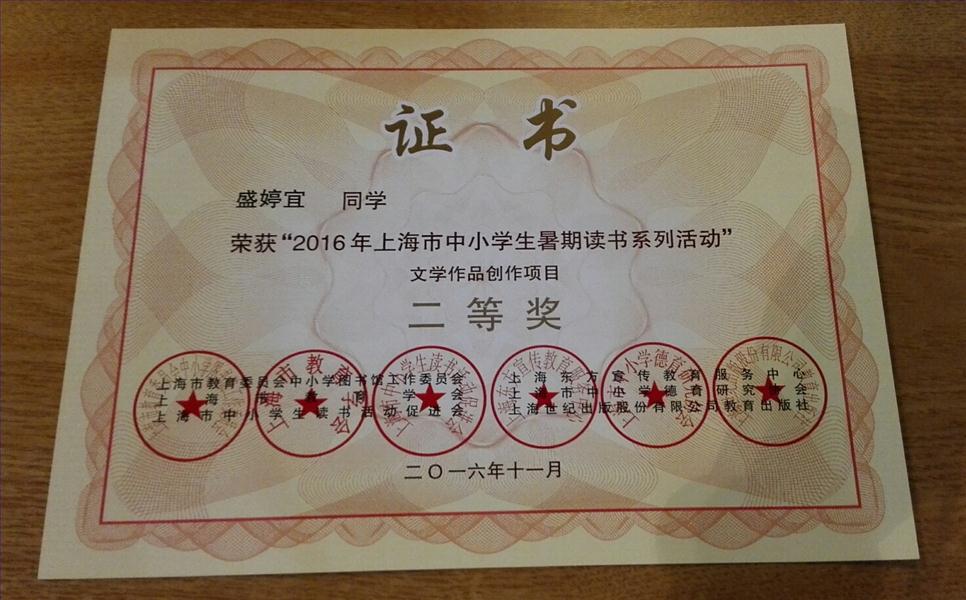 证 书
盛婷宜 同学
荣获“2016年上海市中小学生暑期读书系列活动”
文学作品创作项目
二等奖
上海市教育委员会中小学图书馆工作委员会
上海市教育学会
上海市中小学生读书活动促进会
上海东方宣传教育服务中心
上海市中小学德育研究会
上海世纪出版股份有限公司教育出版社
二〇一六年十一月